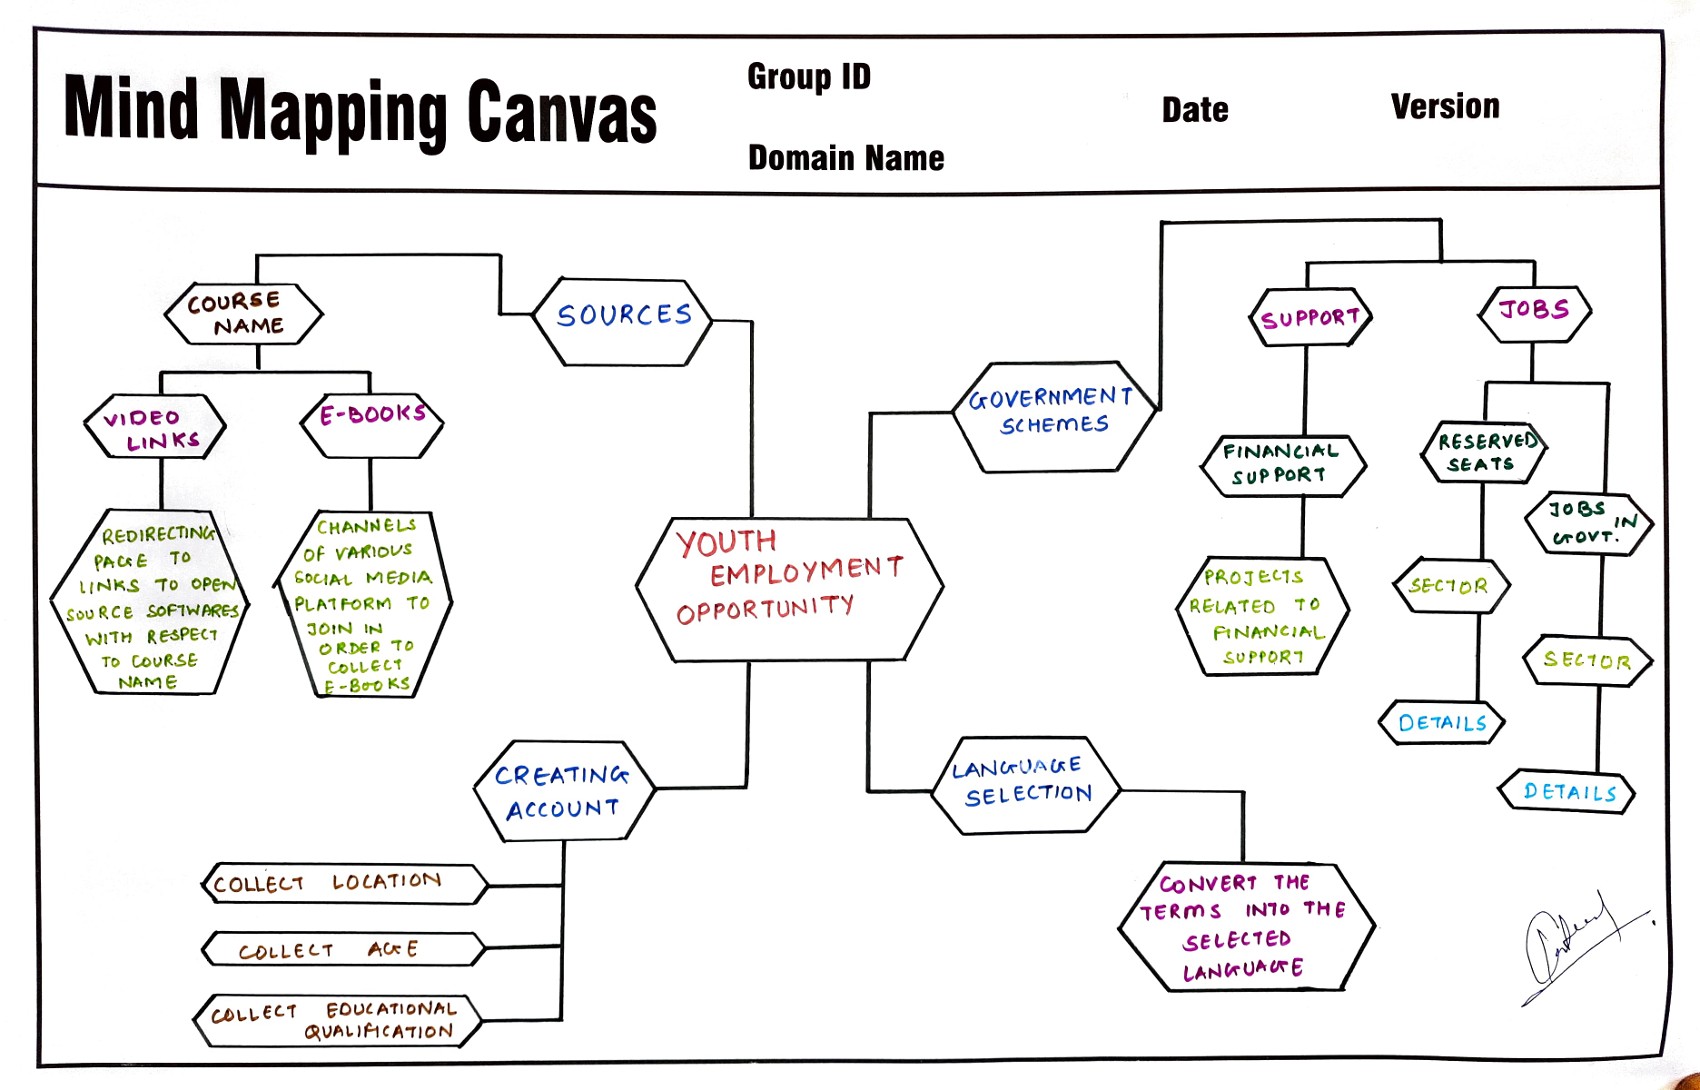 Mind Mapping Canvas
Group ID
Domain Name
Date
Version
COURSE
NAME
SOURCES
VIDEO
LINKS
E-BOOKS
REDIRECTING
PAGE TO
LINKS TO OPEN
SOURCE SOFTWARES
WITH RESPECT
TO COURSE
NAME
CHANNELS
OF VARIOUS
SOCIAL MEDIA
PLATFORM TO
JOIN IN
ORDER TO
COLLECT
E-BOOKS
GOVERNMENT
SCHEMES
SUPPORT
JOBS
FINANCIAL
SUPPORT
PROJECTS
RELATED TO
FINANCIAL
SUPPORT
RESERVED
SEATS
SECTOR
DETAILS
JOBS IN
GOVT.
SECTOR
DETAILS
YOUTH
EMPLOYMENT
OPPORTUNITY
CREATING
ACCOUNT
COLLECT LOCATION
COLLECT AGE
COLLECT EDUCATIONAL
QUALIFICATION
LANGUAGE
SELECTION
CONVERT THE
TERMS INTO THE
SELECTED
LANGUAGE